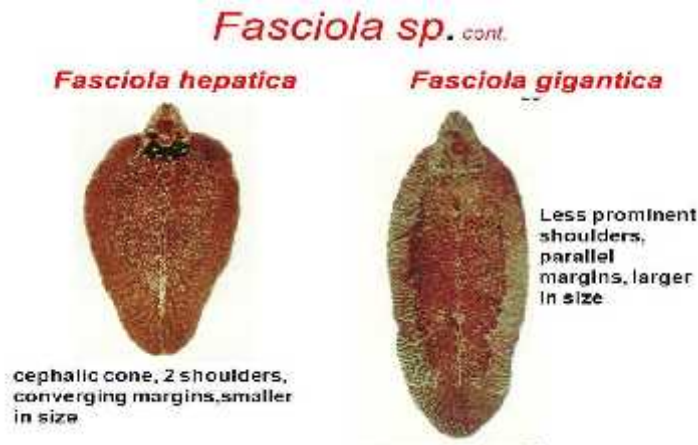 Fasciola sp. cont.
Fasciola hepatica
Fasciola gigantica
Less prominent
shoulders,
parallel
margins, larger
in size
cephalic cone, 2 shoulders,
converging margins,smaller
in size